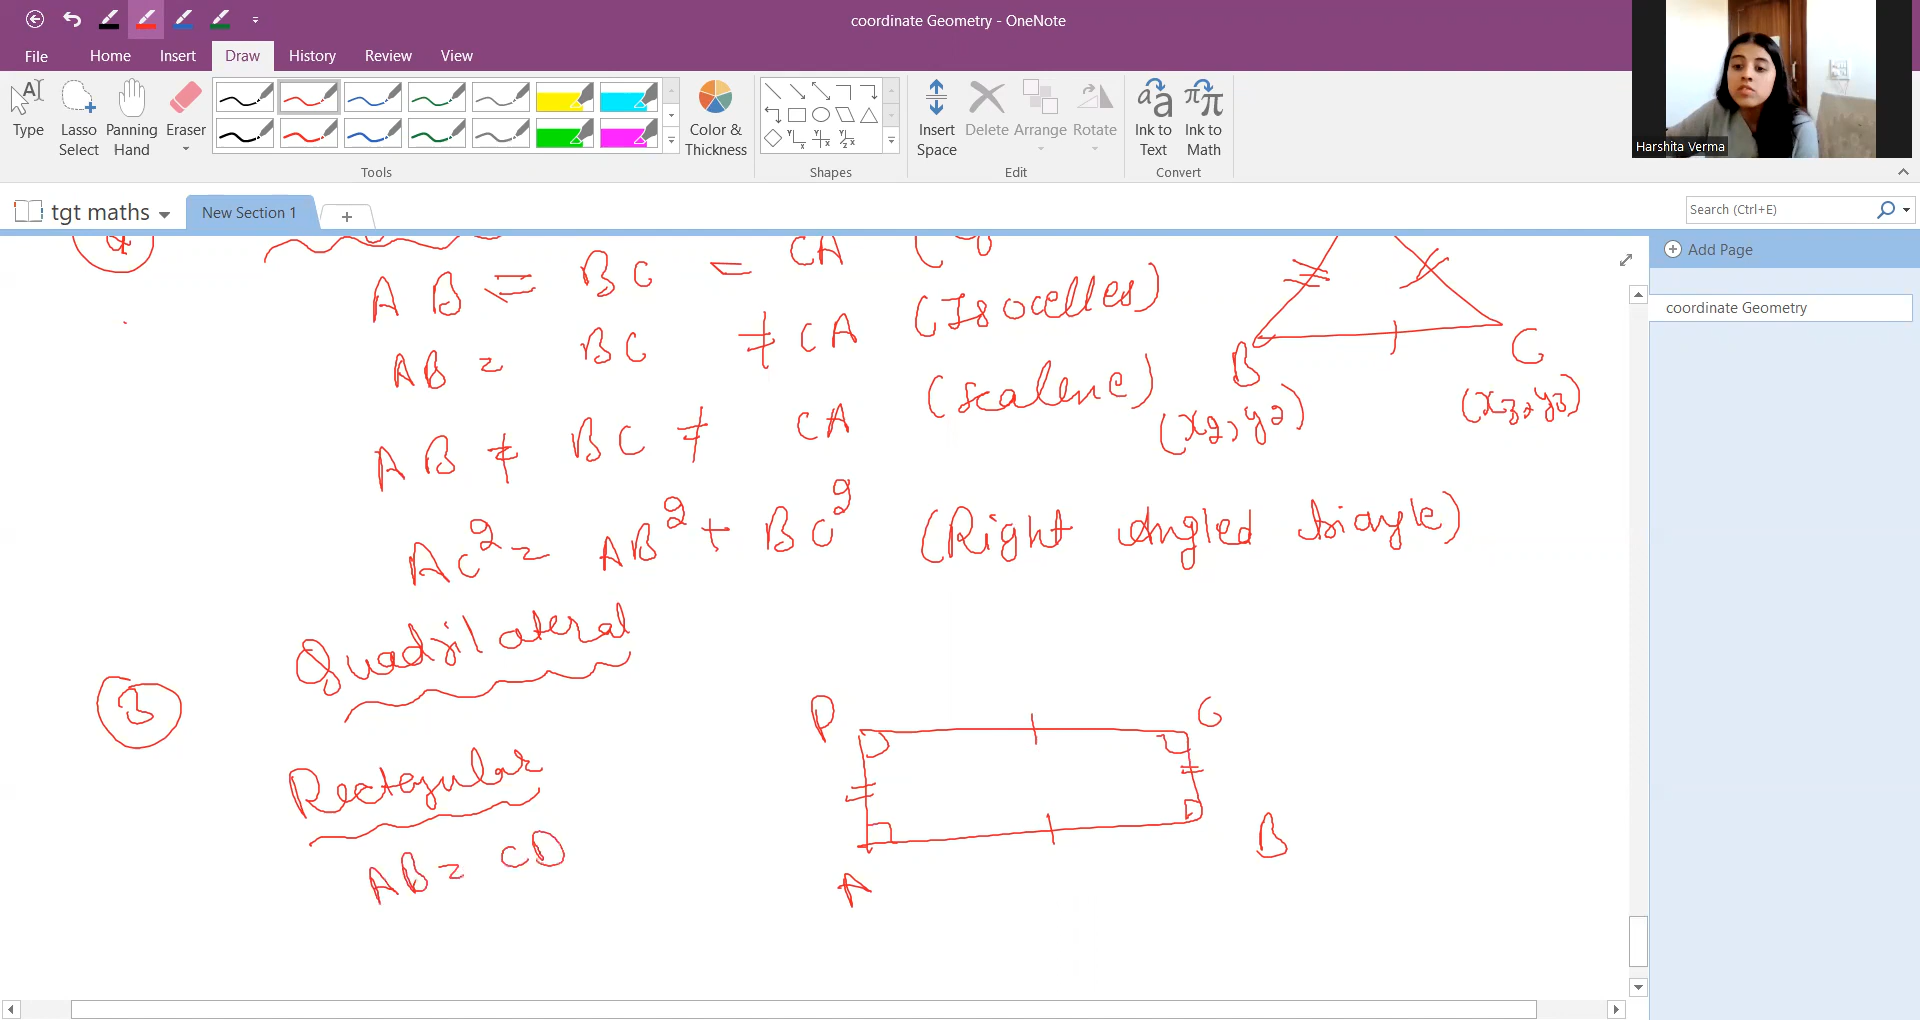 coordinate Geometry - OneNote
File Home Insert Draw History Review View
Type Lasso Select Panning Hand Eraser Color & Thickness Insert Space Delete Arrange Rotate Ink to Text Ink to Math
Tools Shapes Edit Convert
Harshita Verma
tgt maths New Section 1 + Search (Ctrl+E)
Add Page
coordinate Geometry
AB = BC = CA
AB = BC ≠ CA (Isocelles)
AB ≠ BC ≠ CA (Scalene)
B C
(x2, y2) (x3, y3)
AC² = AB² + BC² (Right Angled triangle)
Quadrilateral
3
D C
Rectangular
AB = CD
A B